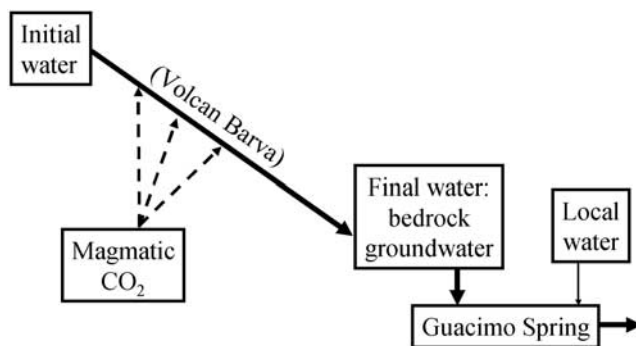 Initial
water
(Volcan Barva)
Magmatic
CO₂
Final water:
bedrock
groundwater
Local
water
Guacimo Spring